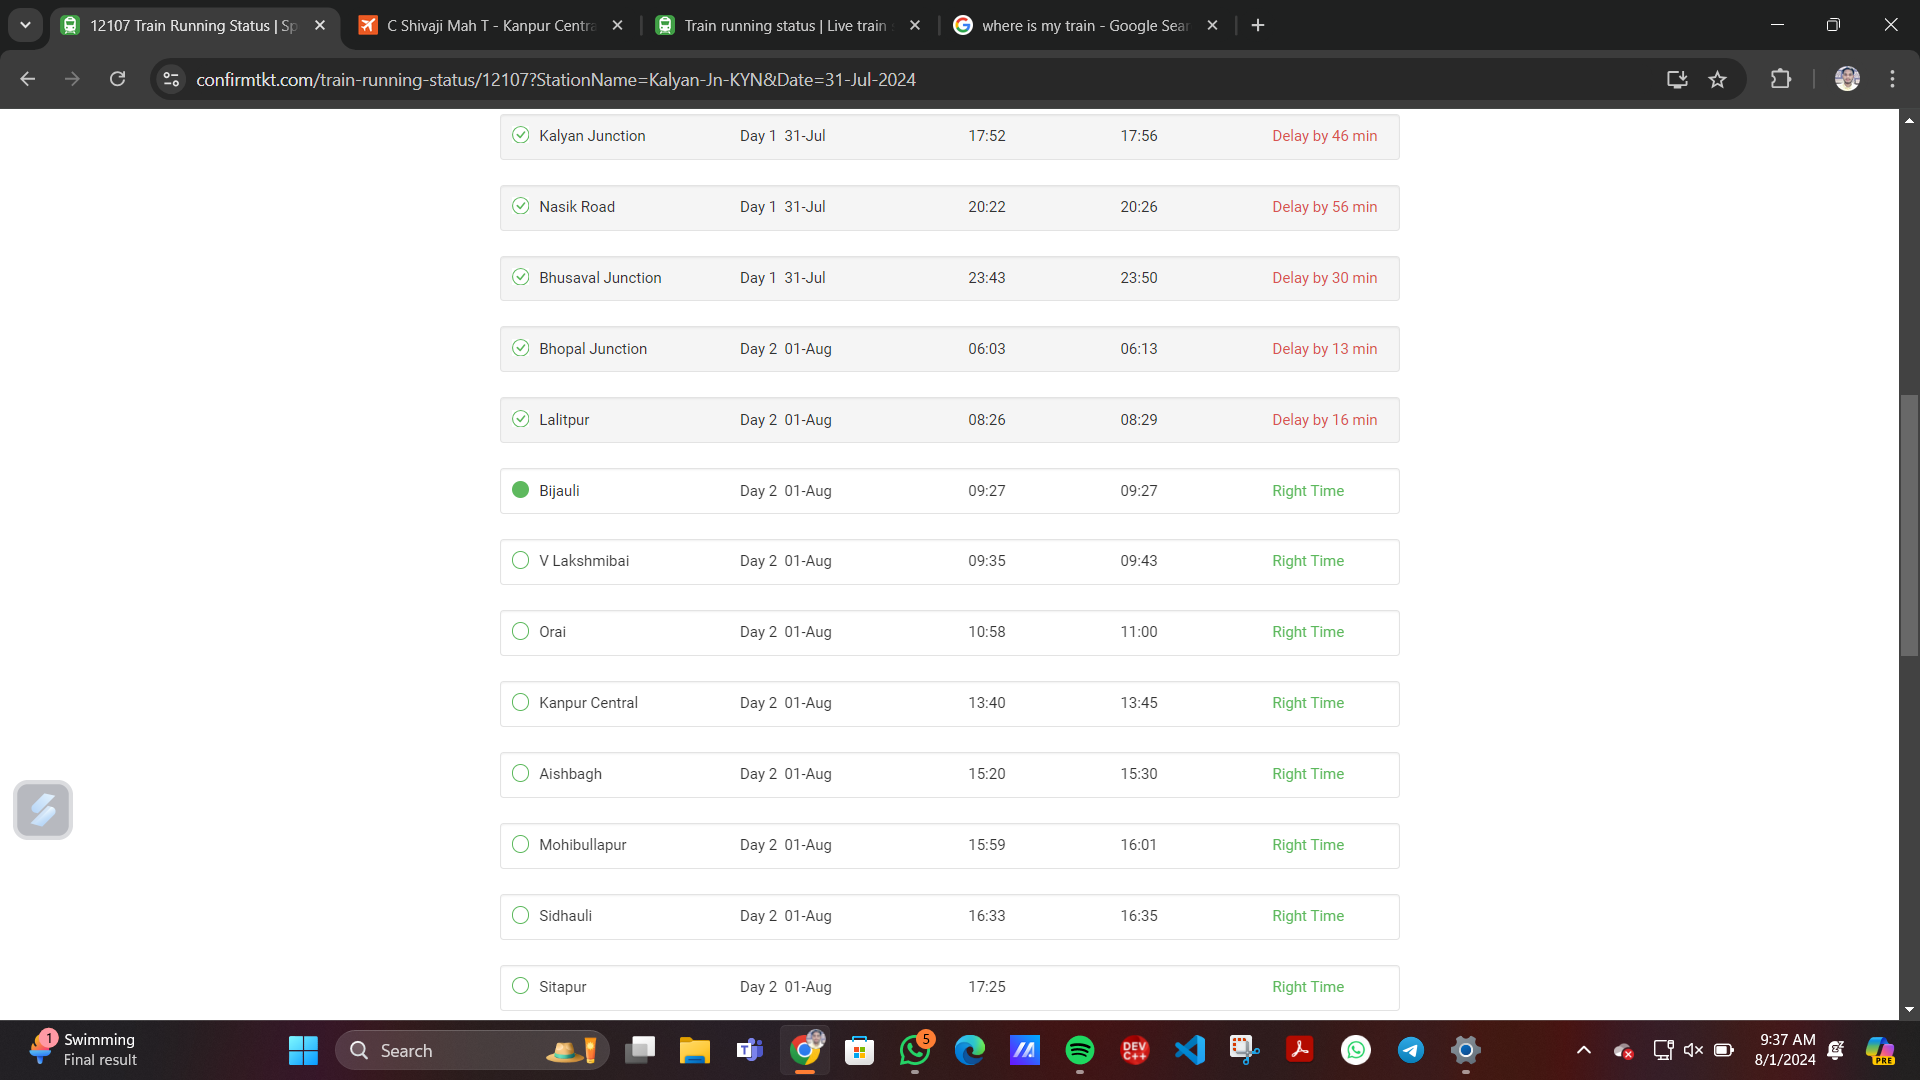 12107 Train Running Status | Sp
C Shivaji Mah T - Kanpur Centra
Train running status | Live train
where is my train - Google Sear
confirmtkt.com/train-running-status/12107?StationName=Kalyan-Jn-KYN&Date=31-Jul-2024
Kalyan Junction Day 1 31-Jul 17:52 17:56 Delay by 46 min
Nasik Road Day 1 31-Jul 20:22 20:26 Delay by 56 min
Bhusaval Junction Day 1 31-Jul 23:43 23:50 Delay by 30 min
Bhopal Junction Day 2 01-Aug 06:03 06:13 Delay by 13 min
Lalitpur Day 2 01-Aug 08:26 08:29 Delay by 16 min
Bijauli Day 2 01-Aug 09:27 09:27 Right Time
V Lakshmibai Day 2 01-Aug 09:35 09:43 Right Time
Orai Day 2 01-Aug 10:58 11:00 Right Time
Kanpur Central Day 2 01-Aug 13:40 13:45 Right Time
Aishbagh Day 2 01-Aug 15:20 15:30 Right Time
Mohibullapur Day 2 01-Aug 15:59 16:01 Right Time
Sidhauli Day 2 01-Aug 16:33 16:35 Right Time
Sitapur Day 2 01-Aug 17:25 Right Time
1
Swimming
Final result
Search
5
DEV
C++
9:37 AM
8/1/2024
PRE